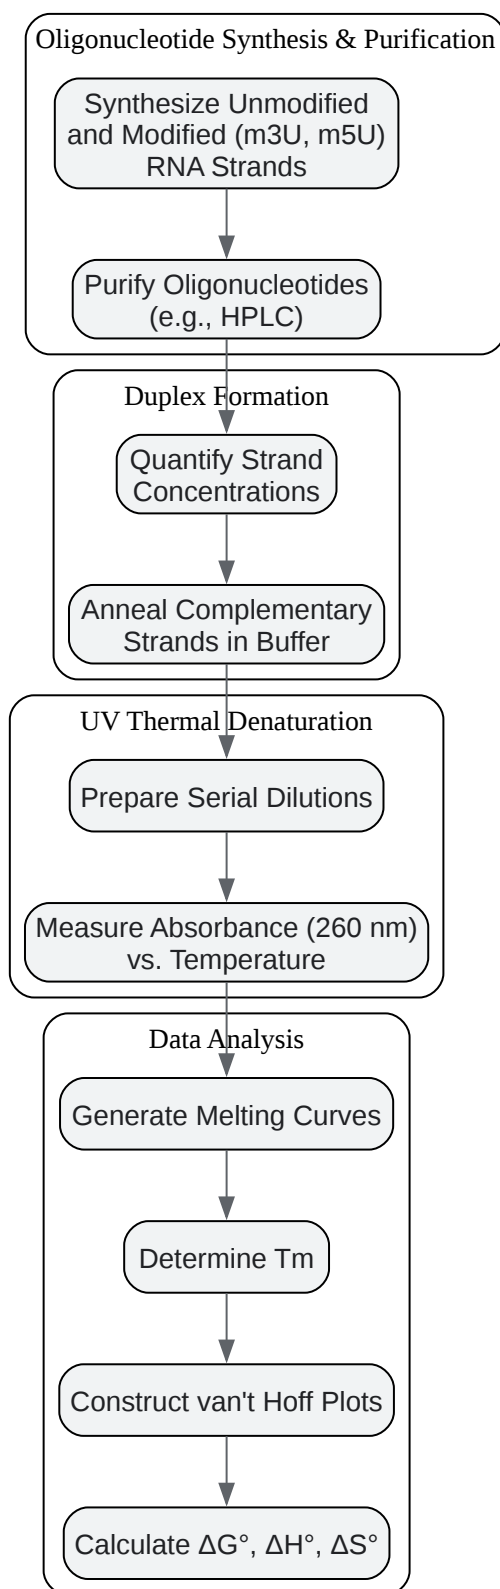 Oligonucleotide Synthesis & Purification
Synthesize Unmodified
and Modified (m3U, m5U)
RNA Strands
Purify Oligonucleotides
(e.g., HPLC)
Duplex Formation
Quantify Strand
Concentrations
Anneal Complementary
Strands in Buffer
UV Thermal Denaturation
Prepare Serial Dilutions
Measure Absorbance (260 nm)
vs. Temperature
Data Analysis
Generate Melting Curves
Determine Tm
Construct van't Hoff Plots
Calculate ΔG°, ΔH°, ΔS°